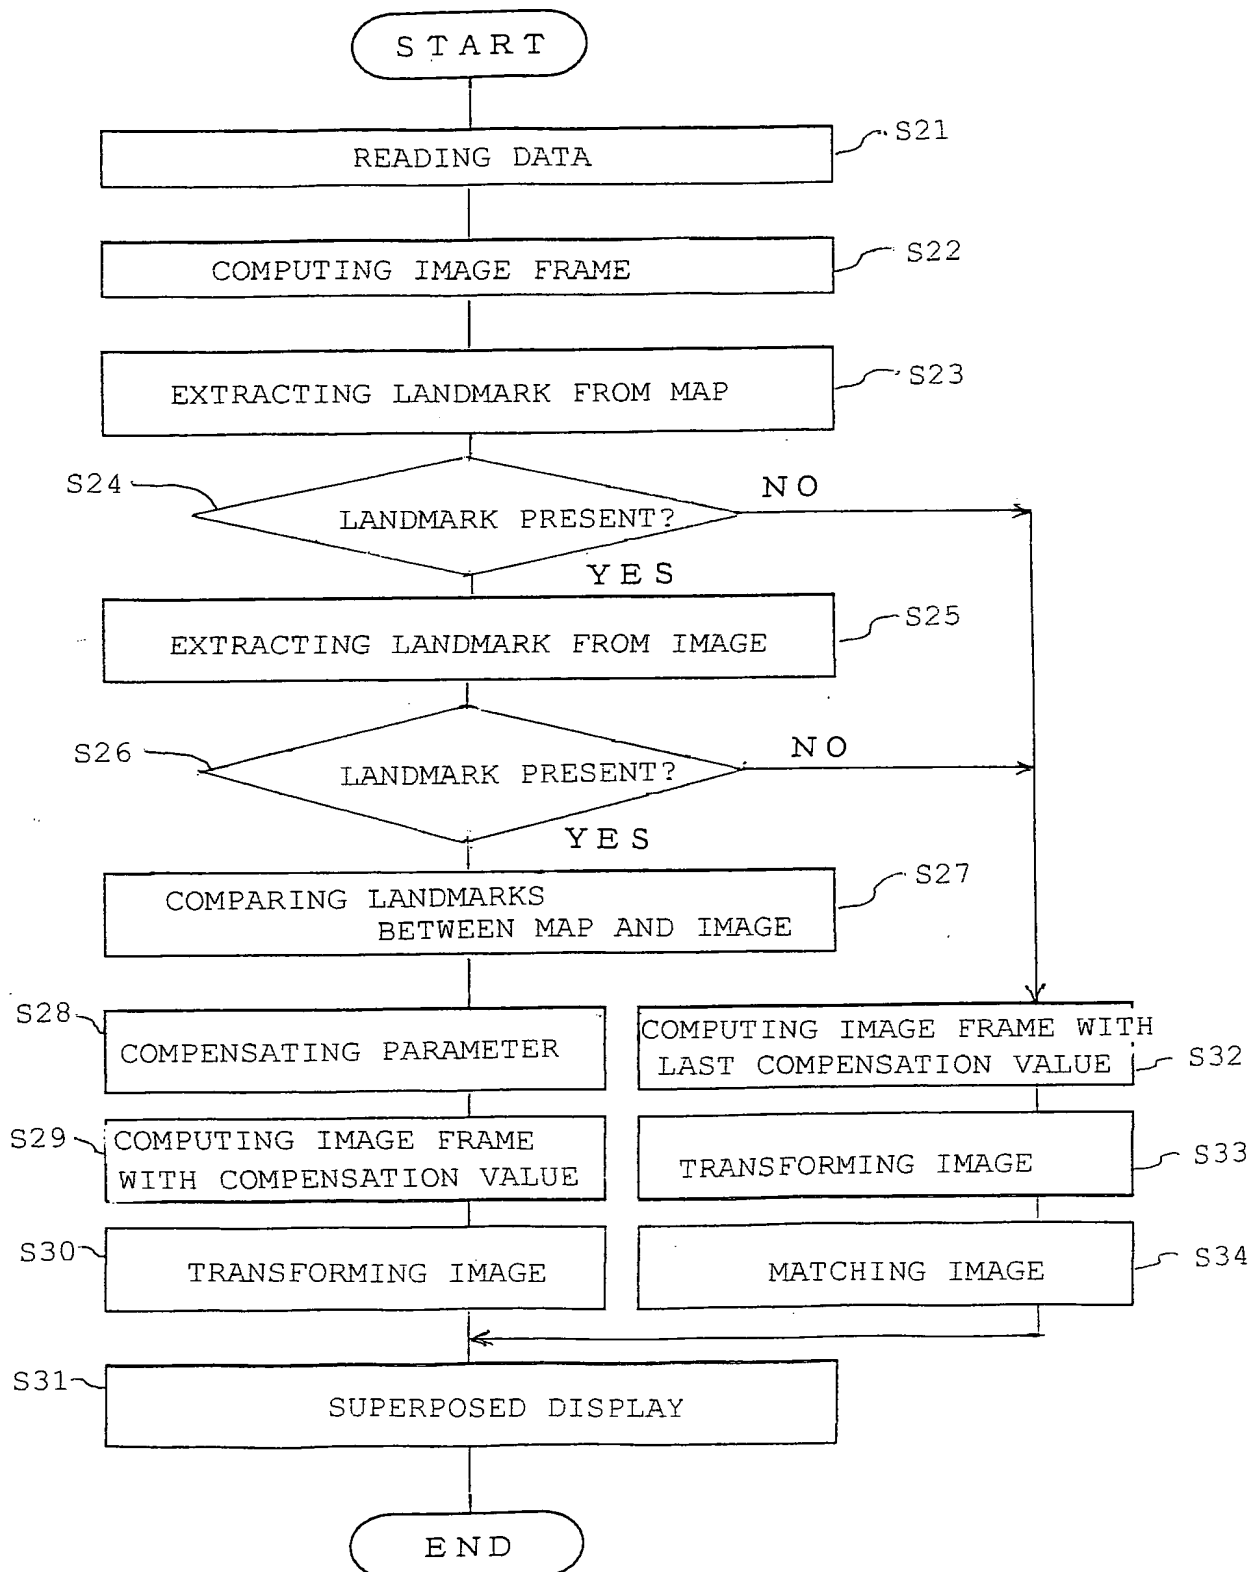 START
READING DATA
S21
COMPUTING IMAGE FRAME
S22
EXTRACTING LANDMARK FROM MAP
S23
S24
LANDMARK PRESENT?
NO
YES
EXTRACTING LANDMARK FROM IMAGE
S25
S26
LANDMARK PRESENT?
NO
YES
COMPARING LANDMARKS
BETWEEN MAP AND IMAGE
S27
S28
COMPENSATING PARAMETER
COMPUTING IMAGE FRAME WITH
LAST COMPENSATION VALUE
S32
S29
COMPUTING IMAGE FRAME
WITH COMPENSATION VALUE
TRANSFORMING IMAGE
S33
S30
TRANSFORMING IMAGE
MATCHING IMAGE
S34
S31
SUPERPOSED DISPLAY
END